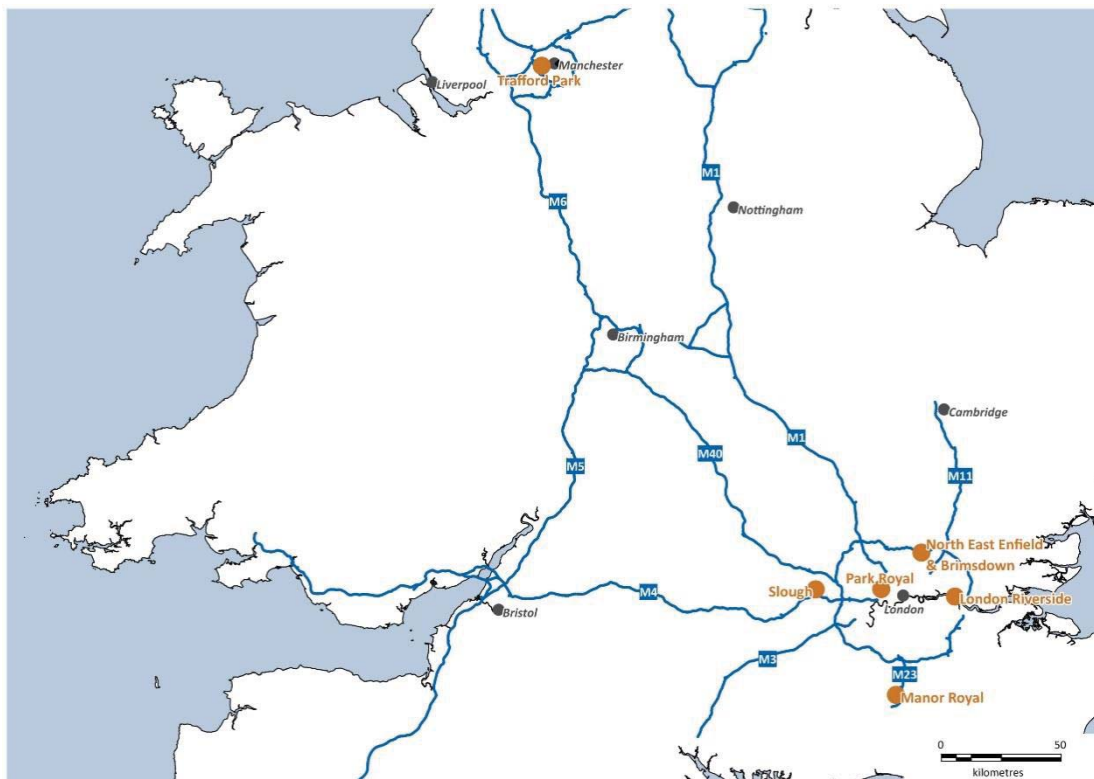 Manchester
Trafford Park
Liverpool
M1
M6
Nottingham
Birmingham
Cambridge
M1
M40
M5
M11
North East Enfield
& Brimsdown
Park Royal
Slough
M4
London Riverside
London
Bristol
M3
M23
Manor Royal
0 50
kilometres